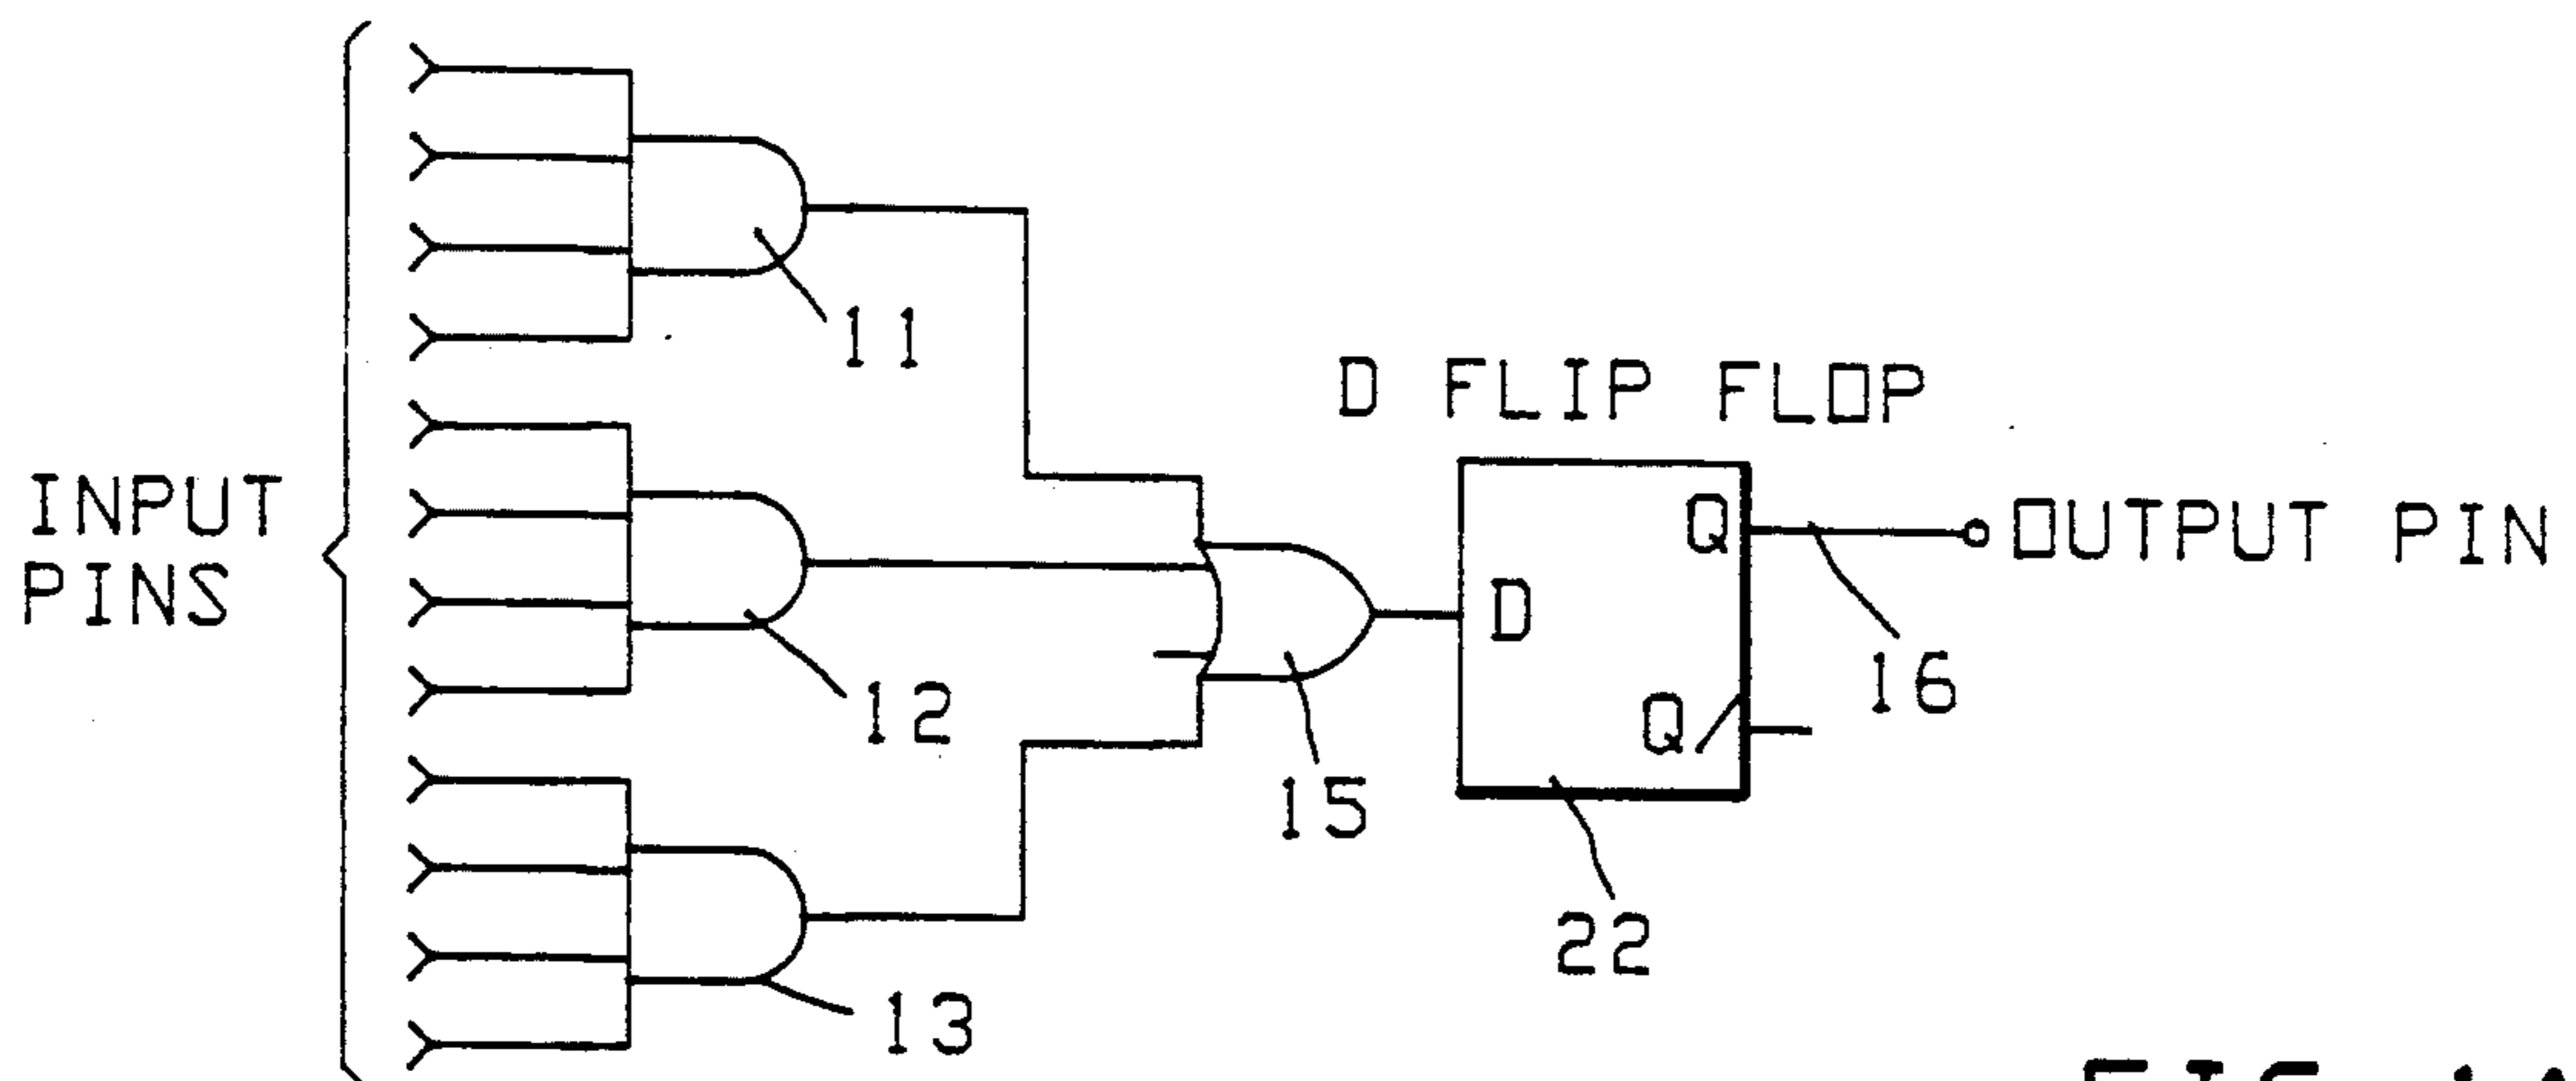 INPUT
PINS
11
12
13
15
D FLIP FLOP
D
Q
Q/
16
22
OUTPUT PIN